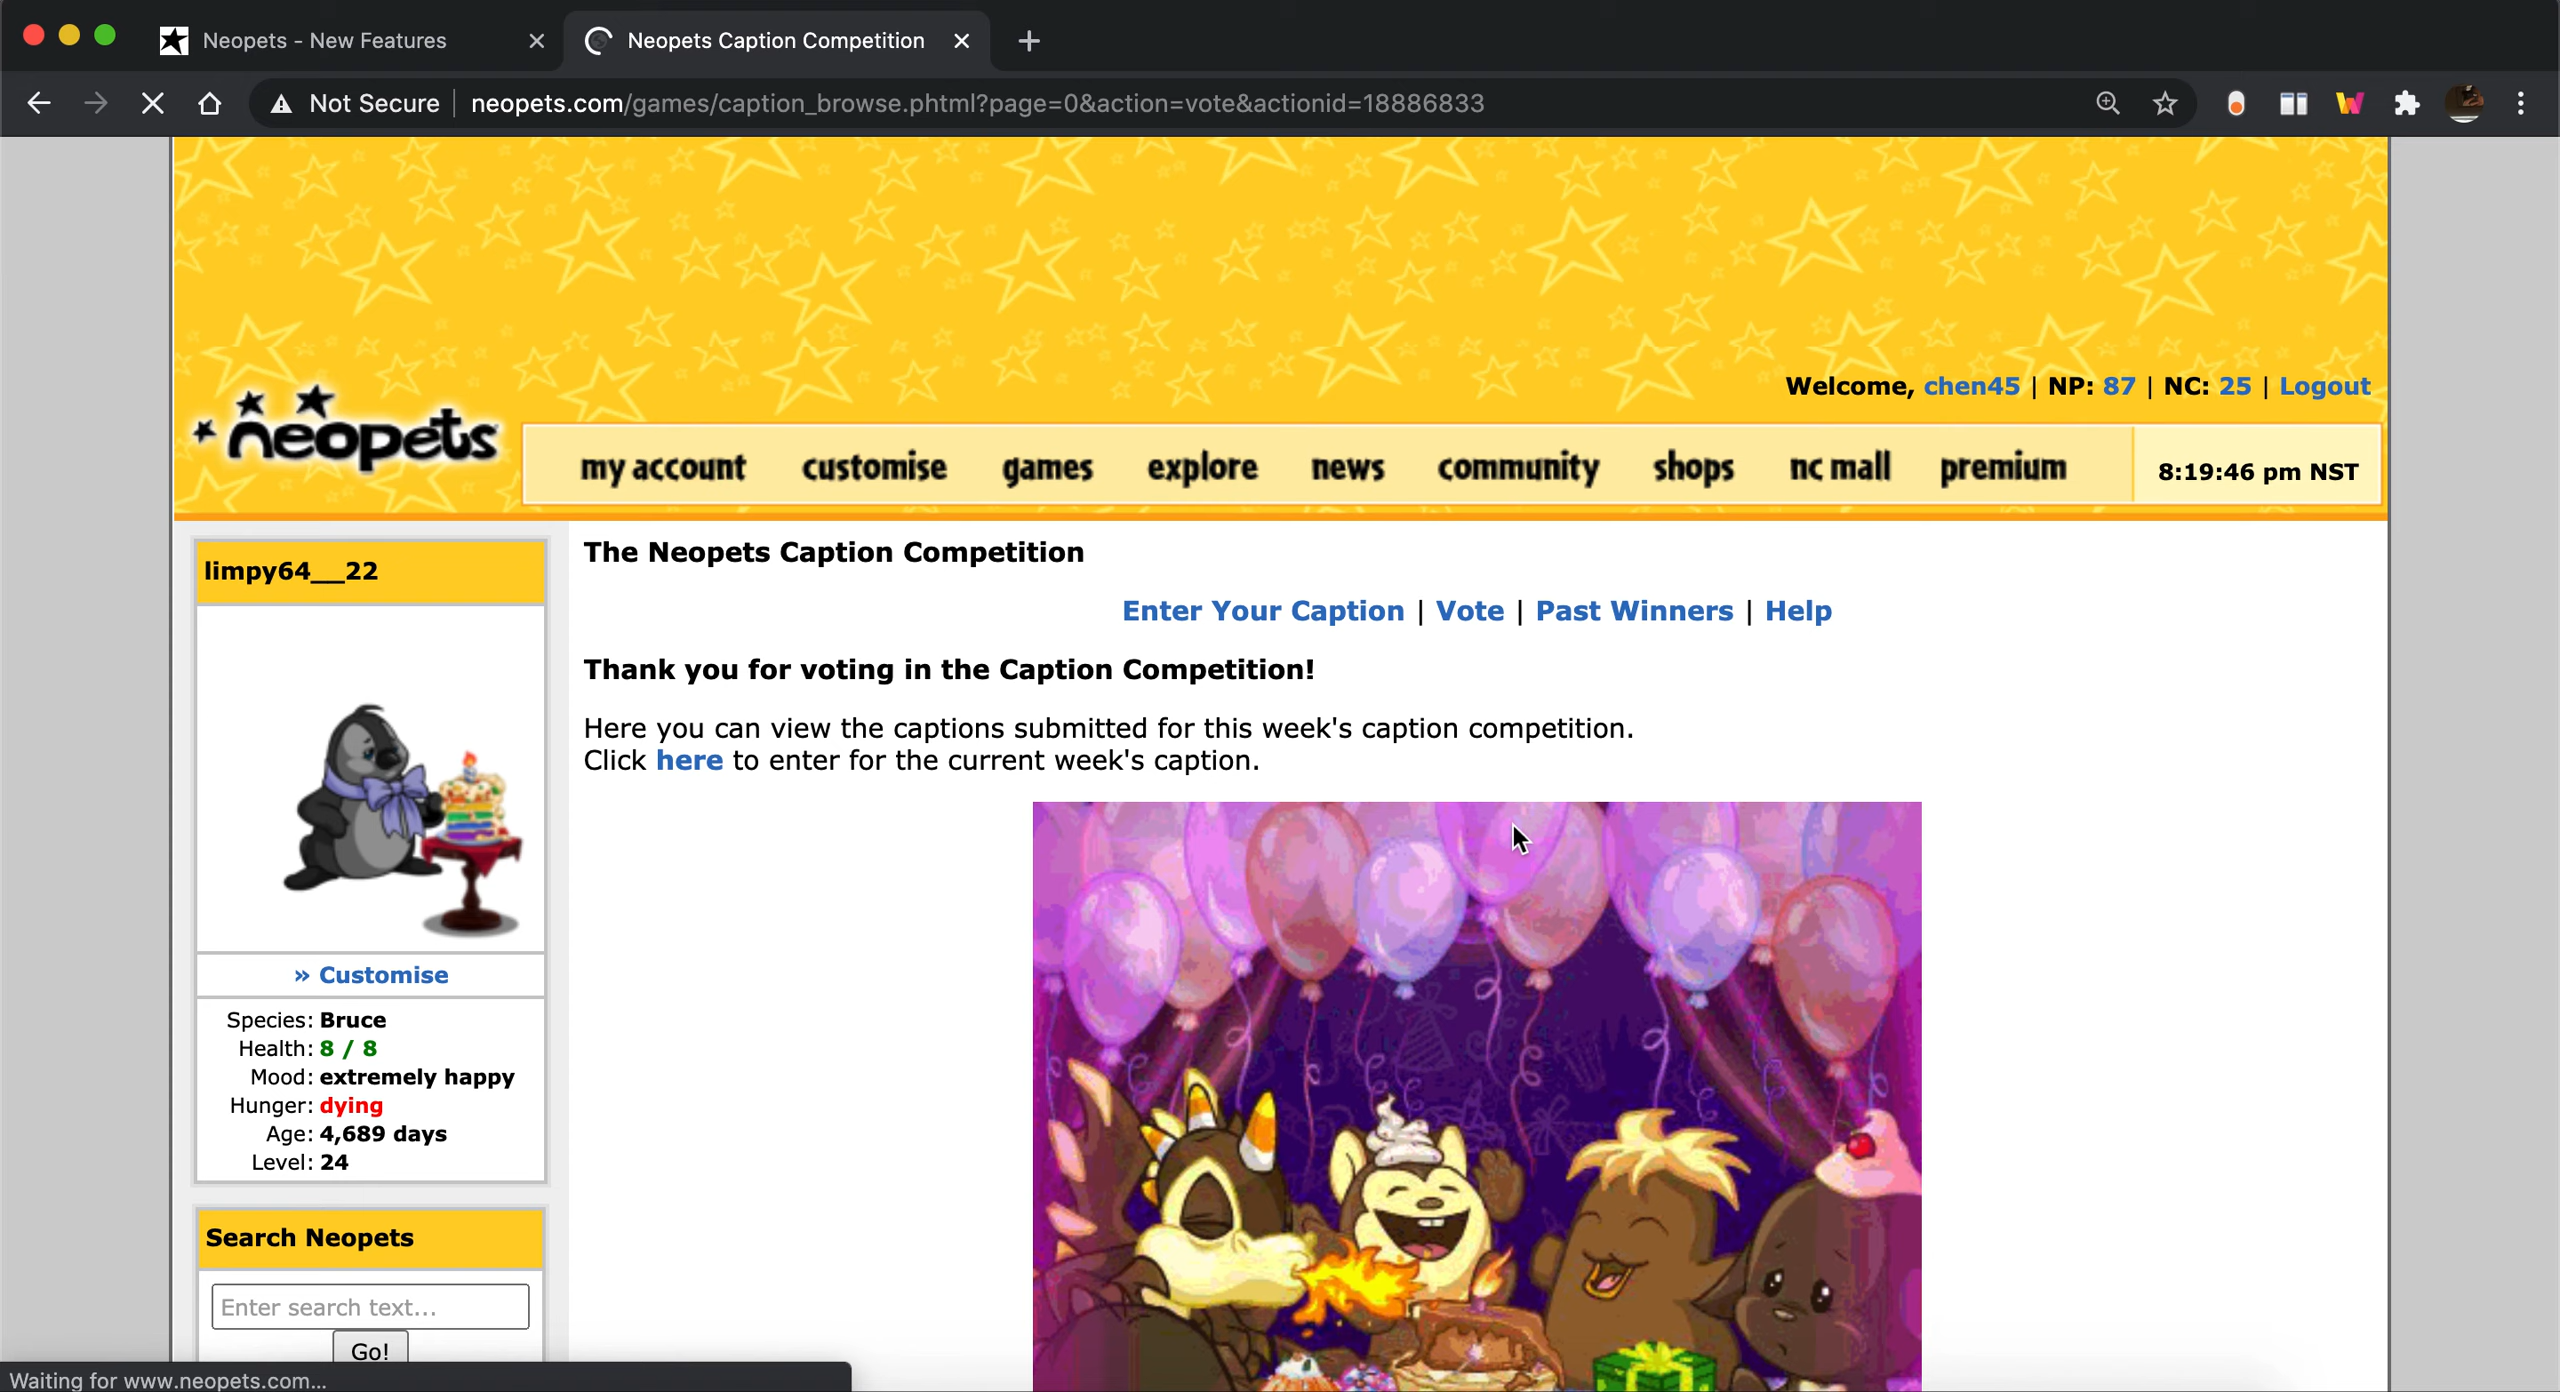 Neopets - New Features
Neopets Caption Competition
Not Secure
neopets.com/games/caption_browse.phtml?page=0&action=vote&actionid=18886833
Welcome, chen45 | NP: 87 | NC: 25 | Logout
neopets
my account customise games explore news community shops nc mall premium
8:19:46 pm NST
limpy64__22
» Customise
Species: Bruce
Health: 8 / 8
Mood: extremely happy
Hunger: dying
Age: 4,689 days
Level: 24
Search Neopets
Enter search text...
Go!
The Neopets Caption Competition
Enter Your Caption | Vote | Past Winners | Help
Thank you for voting in the Caption Competition!
Here you can view the captions submitted for this week's caption competition.
Click here to enter for the current week's caption.
Waiting for www.neopets.com...